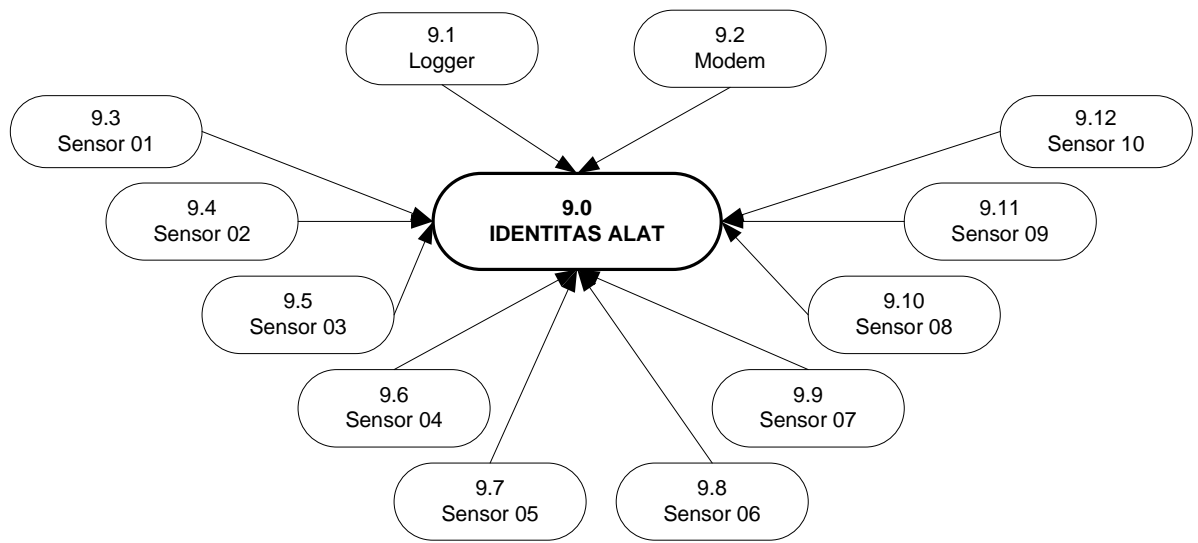 9.1
Logger
9.2
Modem
9.3
Sensor 01
9.12
Sensor 10
9.4
Sensor 02
9.0
IDENTITAS ALAT
9.11
Sensor 09
9.5
Sensor 03
9.10
Sensor 08
9.6
Sensor 04
9.9
Sensor 07
9.7
Sensor 05
9.8
Sensor 06